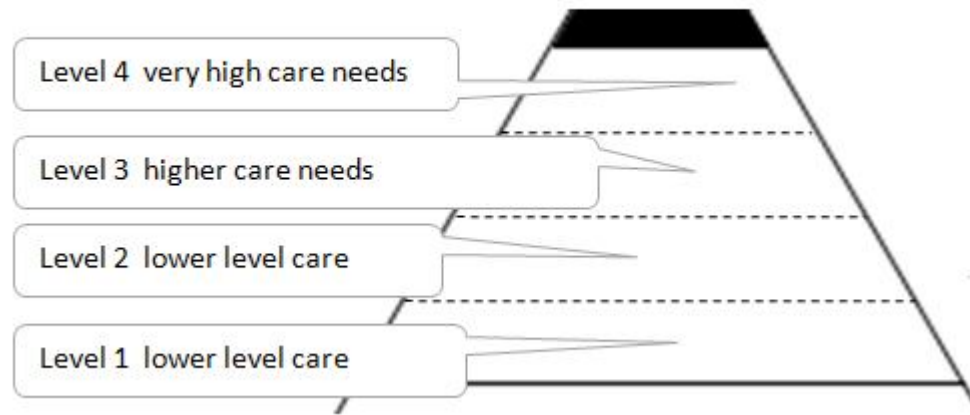 Level 4 very high care needs
Level 3 higher care needs
Level 2 lower level care
Level 1 lower level care